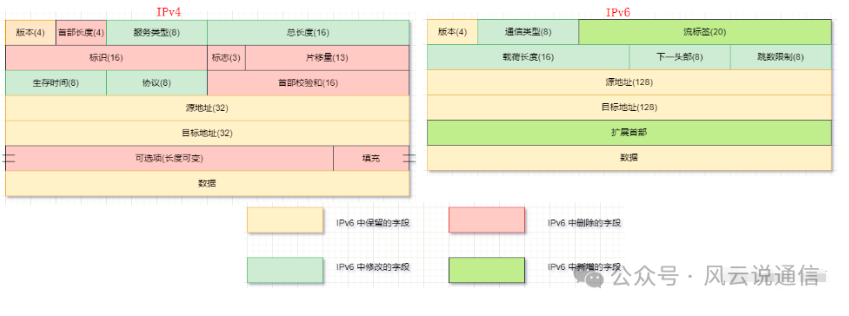 IPv4
版本(4) 首部长度(4) 服务类型(8) 总长度(16)
标识(16) 标志(3) 片移量(13)
生存时间(8) 协议(8) 首部校验和(16)
源地址(32)
目标地址(32)
可选项(长度可变) 填充
数据
IPv6
版本(4) 通信类型(8) 流标签(20)
载荷长度(16) 下一头部(8) 跳数限制(8)
源地址(128)
目标地址(128)
扩展首部
数据
IPv6 中保留的字段
IPv6 中删除的字段
IPv6 中修改的字段
IPv6 中新增的字段
公众号 · 风云说通信